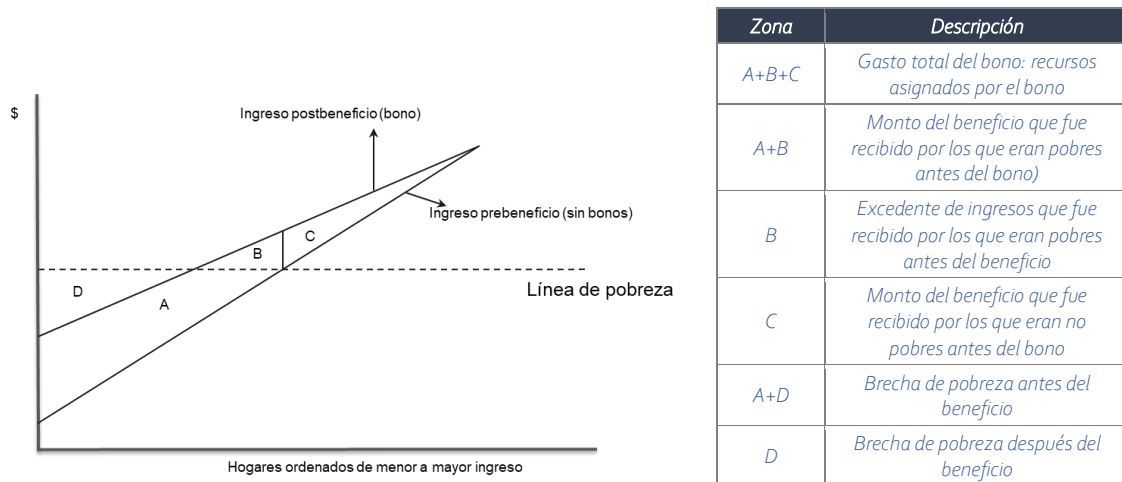 $
Ingreso postbeneficio (bono)
Ingreso prebeneficio (sin bonos)
C
B
D
A
Línea de pobreza
Hogares ordenados de menor a mayor ingreso
Zona Descripción
A+B+C Gasto total del bono: recursos
asignados por el bono
A+B Monto del beneficio que fue
recibido por los que eran pobres
antes del bono)
B Excedente de ingresos que fue
recibido por los que eran pobres
antes del beneficio
C Monto del beneficio que fue
recibido por los que eran no
pobres antes del bono
A+D Brecha de pobreza antes del
beneficio
D Brecha de pobreza después del
beneficio